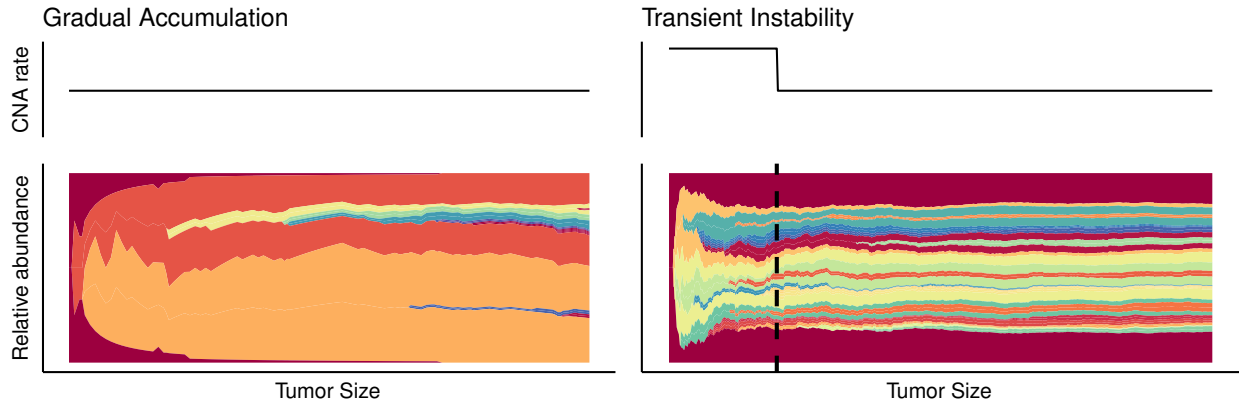 Gradual Accumulation
Transient Instability
CNA rate
Relative abundance
Tumor Size
Tumor Size